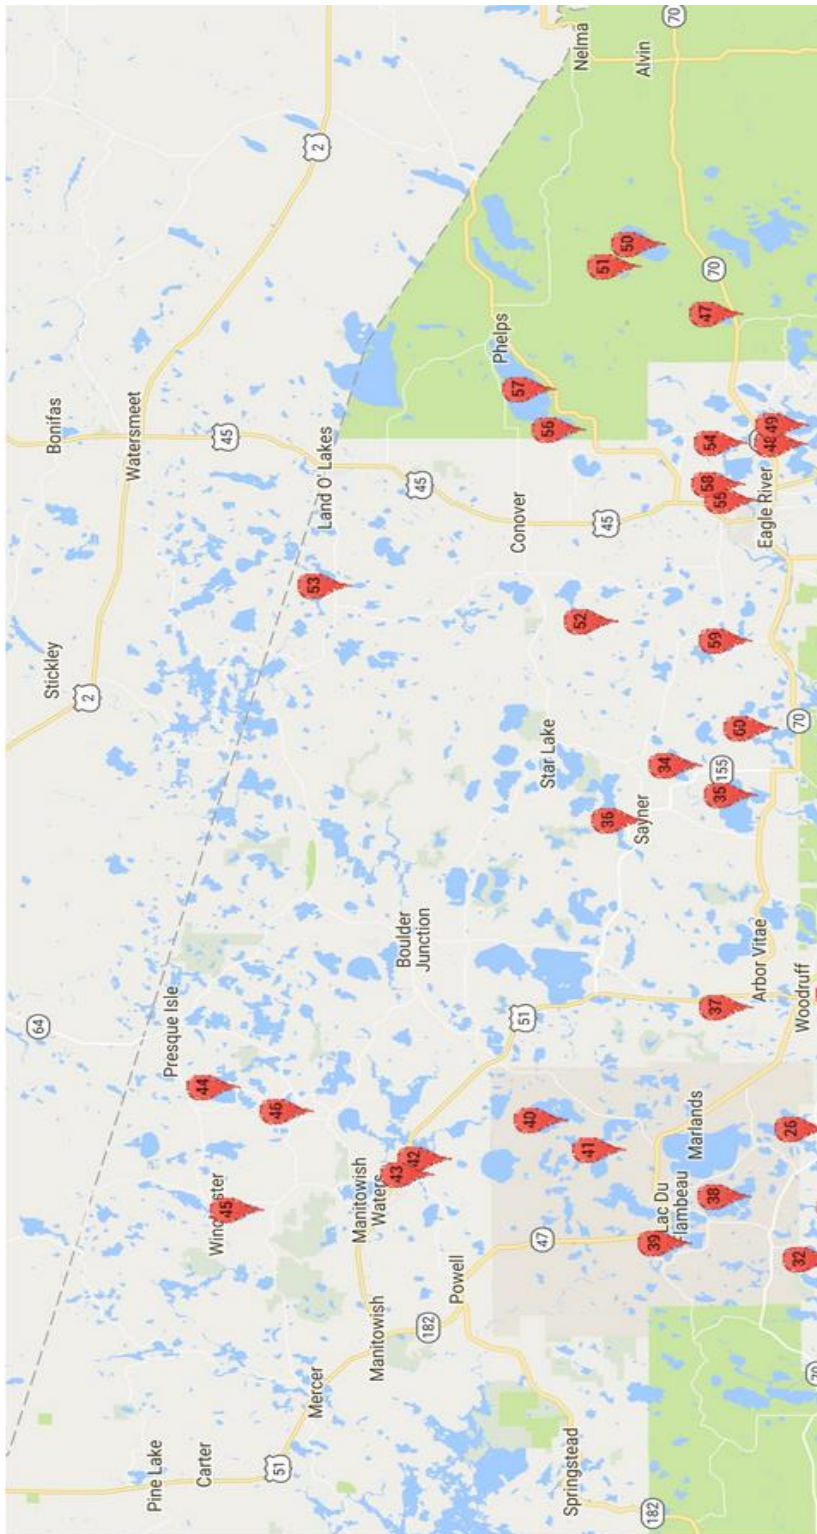 64
Stickley
Bonifas
2
Watersmeet
Pine Lake
Presque Isle
Carter
44
Winchester
45
45
51
46
Mercer
53
2
Land O' Lakes
Manitowish
Waters
Manitowish
43
42
Boulder
Junction
45
182
Powell
Phelps
57
Conover
51
40
47
56
Star Lake
Springstead
41
52
Nelma
51
45
36
50
Sayner
Alvin
182
39
Lac Du
Flambeau
34
70
Marlands
38
37
35
155
59
55
58
54
47
70
60
Arbor Vitae
Eagle River
48
49
32
26
Woodruff
70